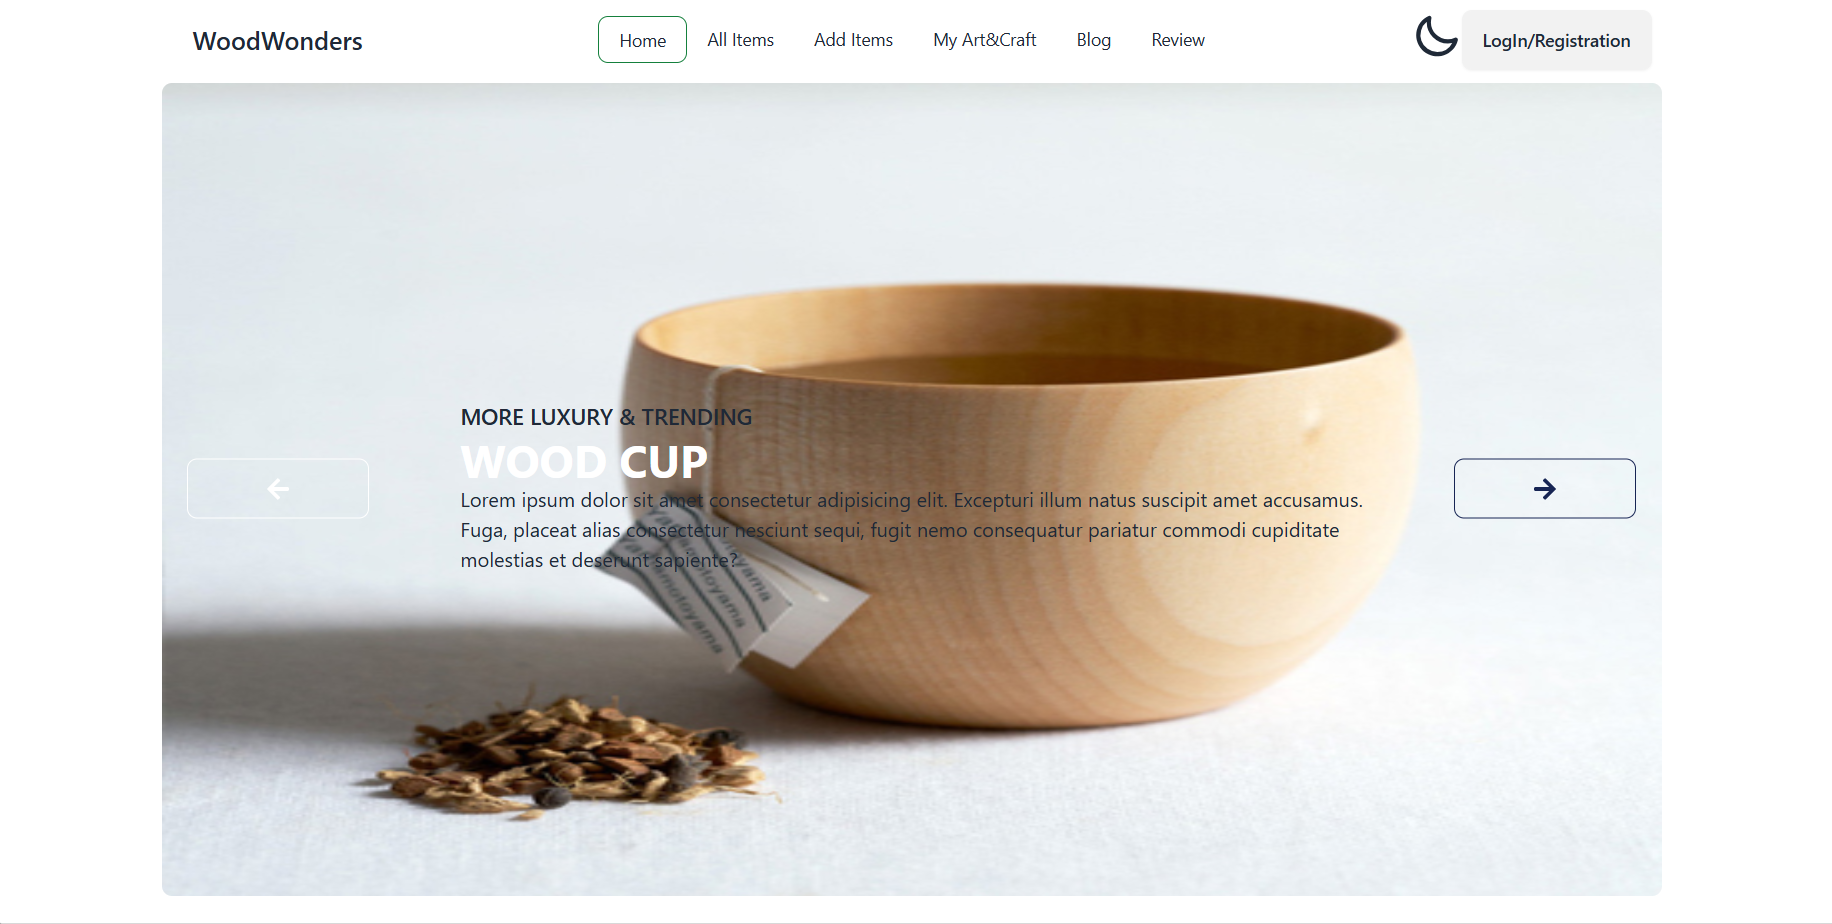 WoodWonders
Home
All Items
Add Items
My Art&Craft
Blog
Review
LogIn/Registration
MORE LUXURY & TRENDING
WOOD CUP
Lorem ipsum dolor sit amet consectetur adipisicing elit. Excepturi illum natus suscipit amet accusamus.
Fuga, placeat alias consectetur nesciunt sequi, fugit nemo consequatur pariatur commodi cupiditate
molestias et deserunt sapiente?